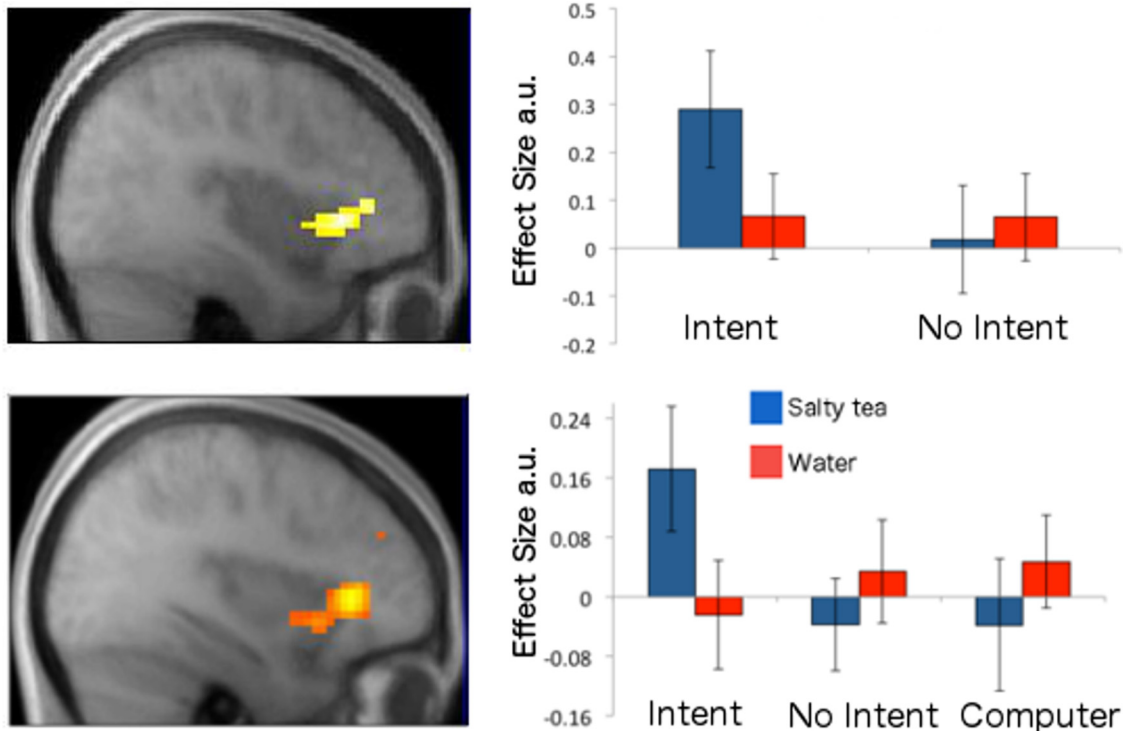 Effect Size a.u.
0.5
0.4
0.3
0.2
0.1
0
-0.1
-0.2
Intent No Intent
Effect Size a.u.
0.24
0.16
0.08
0
-0.08
-0.16
Salty tea
Water
Intent No Intent Computer